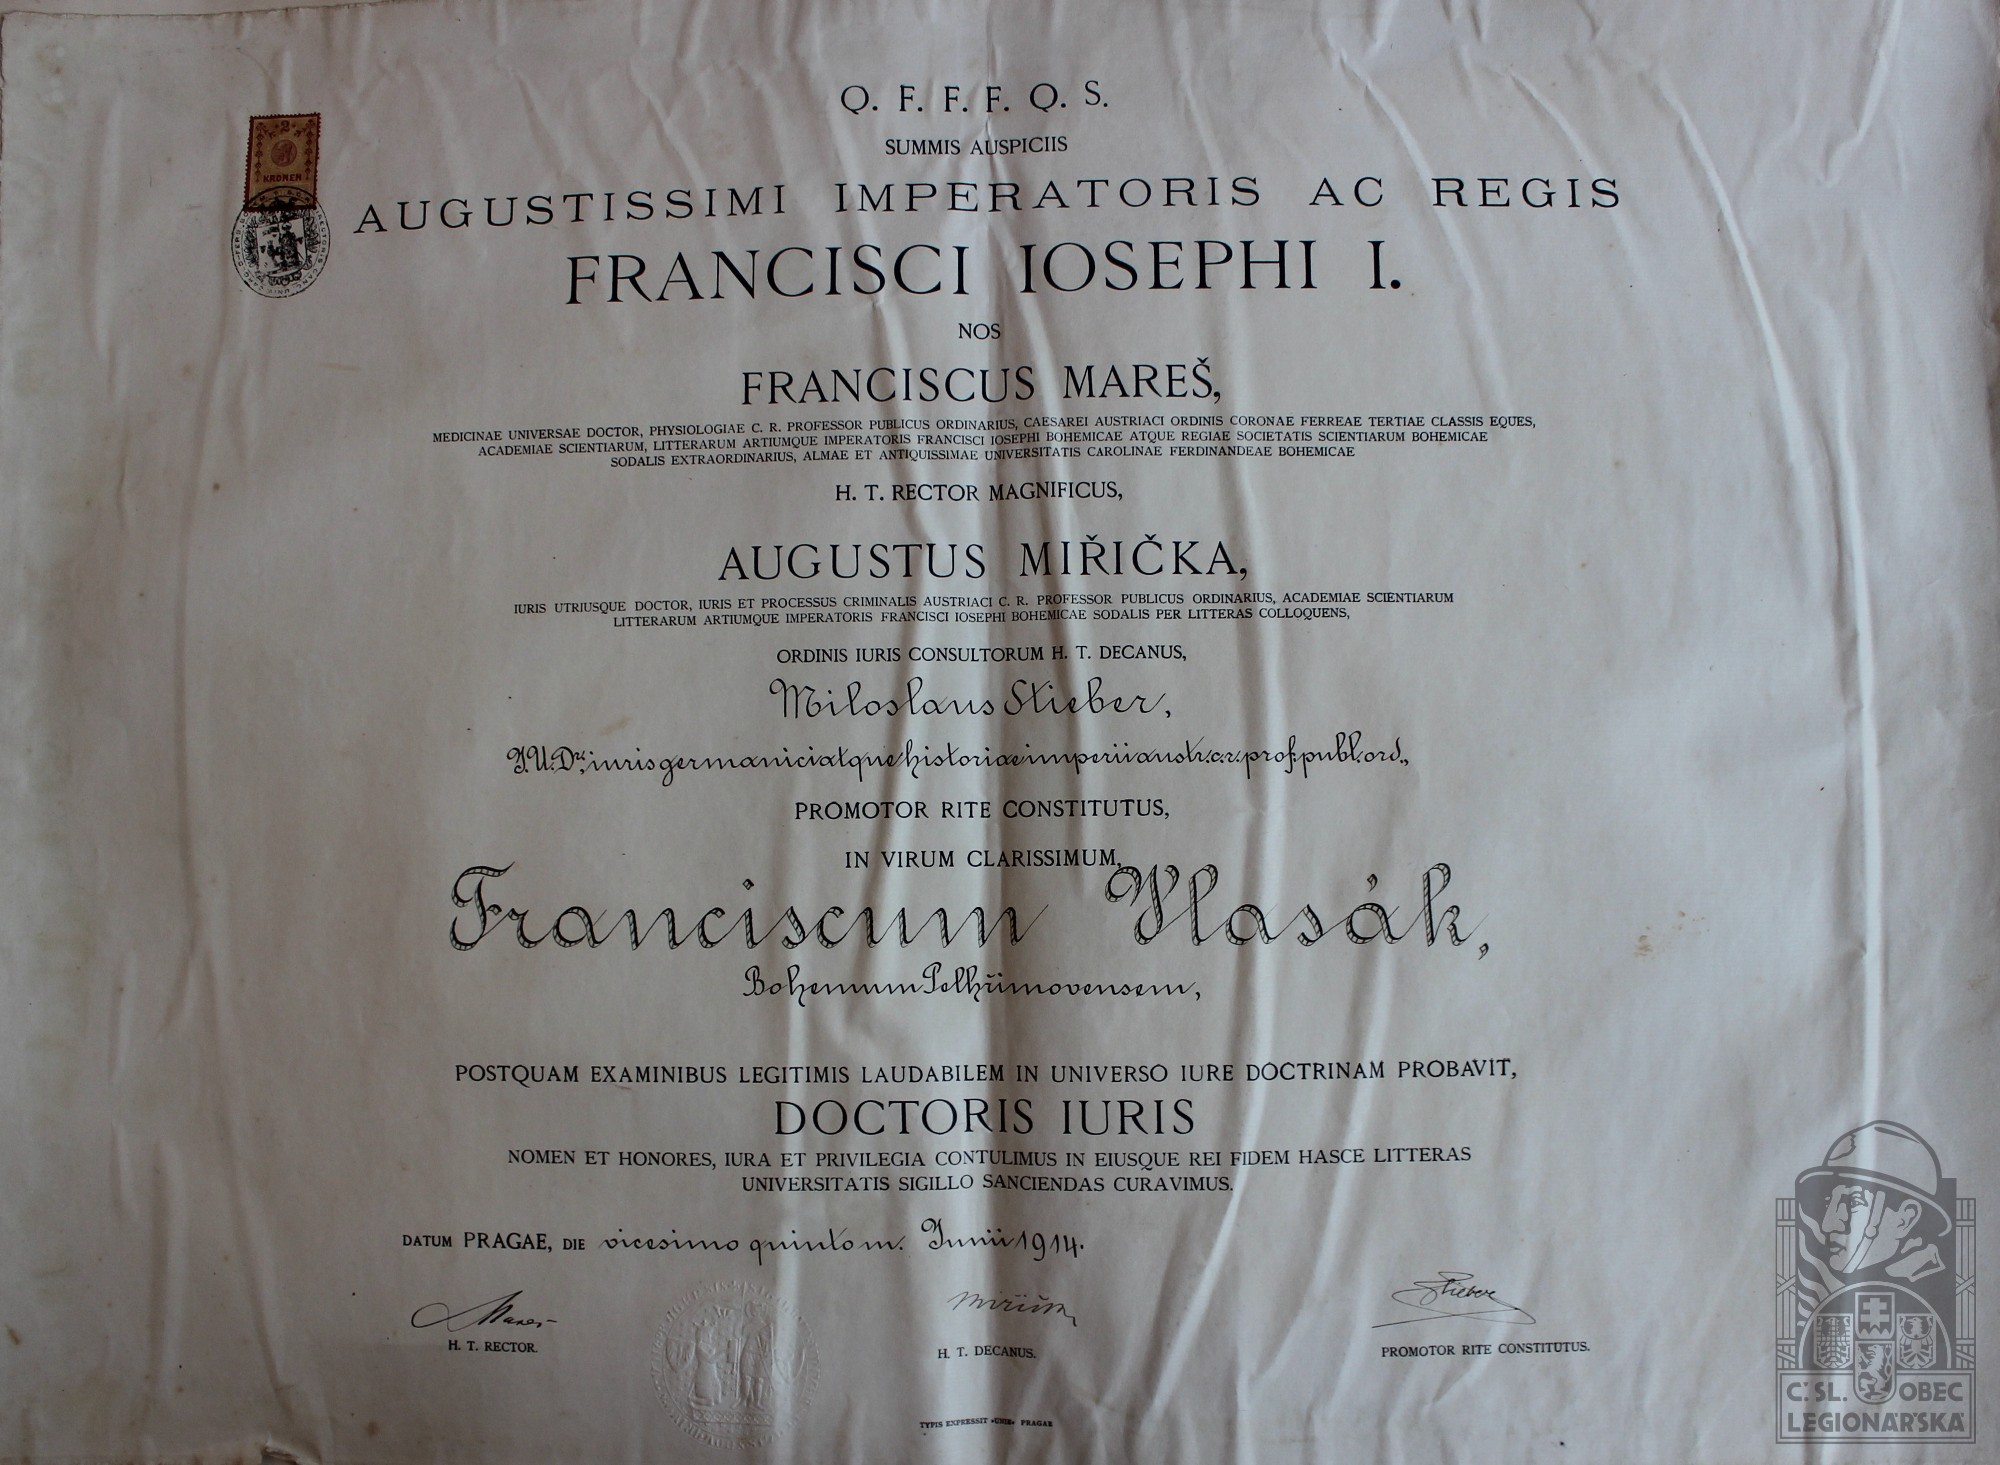 Q. F. F. F. Q. S.
SUMMIS AUSPICIIS
AUGUSTISSIMI IMPERATORIS AC REGIS
FRANCISCI IOSEPHI I.
NOS
FRANCISCUS MAREŠ,
MEDICINAE UNIVERSAE DOCTOR, PHYSIOLOGIAE C. R. PROFESSOR PUBLICUS ORDINARIUS, CAESAREI AUSTRIACI ORDINIS CORONAE FERREAE TERTIAE CLASSIS EQUES,
ACADEMIAE SCIENTIARUM, LITTERARUM ARTIUMQUE IMPERATORIS FRANCISCI IOSEPHI BOHEMICAE ATQUE REGIAE SOCIETATIS SCIENTIARUM BOHEMICAE
SODALIS EXTRAORDINARIUS, ALMAE ET ANTIQUISSIMAE UNIVERSITATIS CAROLINAE FERDINANDEAE BOHEMICAE
H. T. RECTOR MAGNIFICUS,
AUGUSTUS MIŘIČKA,
IURIS UTRIUSQUE DOCTOR, IURIS ET PROCESSUS CRIMINALIS AUSTRIACI C. R. PROFESSOR PUBLICUS ORDINARIUS, ACADEMIAE SCIENTIARUM
LITTERARUM ARTIUMQUE IMPERATORIS FRANCISCI IOSEPHI BOHEMICAE SODALIS PER LITTERAS COLLOQUENS,
ORDINIS IURIS CONSULTORUM H. T. DECANUS,
Miloslaus Stieber,
J.U.Dr., iuris germanici atque historiae imperii austr. c. r. prof. publ. ord.,
PROMOTOR RITE CONSTITUTUS,
IN VIRUM CLARISSIMUM,
Franciscum Vlasák,
Bohemum Pelhřimovensem,
POSTQUAM EXAMINIBUS LEGITIMIS LAUDABILEM IN UNIVERSO IURE DOCTRINAM PROBAVIT,
DOCTORIS IURIS
NOMEN ET HONORES, IURA ET PRIVILEGIA CONTULIMUS IN EIUSQUE REI FIDEM HASCE LITTERAS
UNIVERSITATIS SIGILLO SANCIENDAS CURAVIMUS.
DATUM PRAGAE, DIE vicesimo quinto m. Junii 1914.
Mareš
H. T. RECTOR.
Miřička
H. T. DECANUS.
Stieber
PROMOTOR RITE CONSTITUTUS.
TYPIS EXPRESSIT »UNIE« PRAGAE
2
KRONEN
Č. SL. OBEC
LEGIONÁŘSKÁ